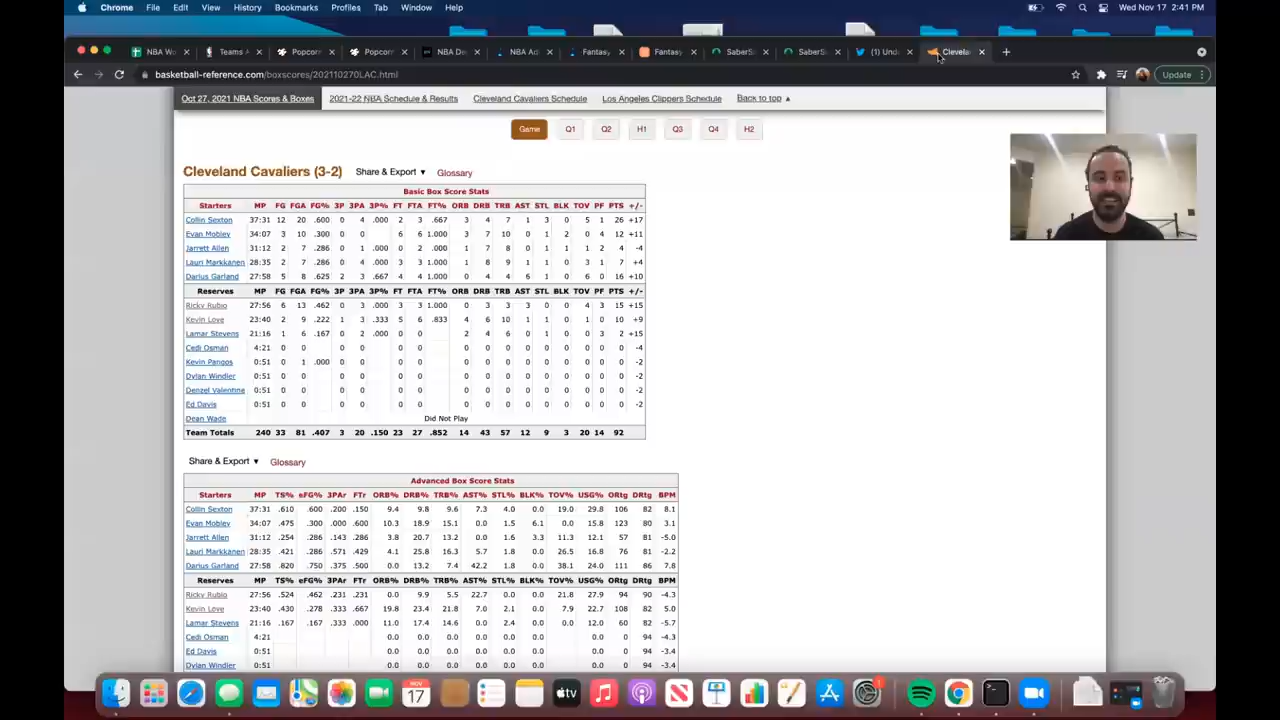 Chrome File Edit View History Bookmarks Profiles Tab Window Help Wed Nov 17 2:41 PM
NBA Wo Teams A Popcorn Popcorn NBA De NBA Ad Fantasy Fantasy SaberSi SaberSi (1) Unde Clevela
basketball-reference.com/boxscores/202110270LAC.html Update
Oct 27, 2021 NBA Scores & Boxes 2021-22 NBA Schedule & Results Cleveland Cavaliers Schedule Los Angeles Clippers Schedule Back to top ▲
Game Q1 Q2 H1 Q3 Q4 H2
Cleveland Cavaliers (3-2) Share & Export ▼ Glossary
Basic Box Score Stats
Starters MP FG FGA FG% 3P 3PA 3P% FT FTA FT% ORB DRB TRB AST STL BLK TOV PF PTS +/-
Collin Sexton 37:31 12 20 .600 0 4 .000 2 3 .667 3 4 7 1 3 0 5 1 26 +17
Evan Mobley 34:07 3 10 .300 0 0 6 6 1.000 3 7 10 0 1 2 0 4 12 +11
Jarrett Allen 31:12 2 7 .286 0 1 .000 0 2 .000 1 7 8 0 1 1 1 2 4 -4
Lauri Markkanen 28:35 2 7 .286 0 4 .000 3 3 1.000 1 8 9 1 1 0 3 1 7 +4
Darius Garland 27:58 5 8 .625 2 3 .667 4 4 1.000 0 4 4 6 1 0 6 0 16 +10
Reserves MP FG FGA FG% 3P 3PA 3P% FT FTA FT% ORB DRB TRB AST STL BLK TOV PF PTS +/-
Ricky Rubio 27:56 6 13 .462 0 3 .000 3 3 1.000 0 3 3 3 0 0 4 3 15 +15
Kevin Love 23:40 2 9 .222 1 3 .333 5 6 .833 4 6 10 1 1 0 1 0 10 +9
Lamar Stevens 21:16 1 6 .167 0 2 .000 0 0 2 4 6 0 1 0 0 3 2 +15
Cedi Osman 4:21 0 0 0 0 0 0 0 0 0 0 0 0 0 0 0 -4
Kevin Pangos 0:51 0 1 .000 0 0 0 0 0 0 0 0 0 0 0 0 0 -2
Dylan Windler 0:51 0 0 0 0 0 0 0 0 0 0 0 0 0 0 0 -2
Denzel Valentine 0:51 0 0 0 0 0 0 0 0 0 0 0 0 0 0 0 -2
Ed Davis 0:51 0 0 0 0 0 0 0 0 0 0 0 0 0 0 0 -2
Dean Wade Did Not Play
Team Totals 240 33 81 .407 3 20 .150 23 27 .852 14 43 57 12 9 3 20 14 92
Share & Export ▼ Glossary
Advanced Box Score Stats
Starters MP TS% eFG% 3PAr FTr ORB% DRB% TRB% AST% STL% BLK% TOV% USG% ORtg DRtg BPM
Collin Sexton 37:31 .610 .600 .200 .150 9.4 9.8 9.6 7.3 4.0 0.0 19.0 29.8 106 82 8.1
Evan Mobley 34:07 .475 .300 .000 .600 10.3 18.9 15.1 0.0 1.5 6.1 0.0 15.8 123 80 3.1
Jarrett Allen 31:12 .254 .286 .143 .286 3.8 20.7 13.2 0.0 1.6 3.3 11.3 12.1 57 81 -5.0
Lauri Markkanen 28:35 .421 .286 .571 .429 4.1 25.8 16.3 5.7 1.8 0.0 26.5 16.8 76 81 -2.2
Darius Garland 27:58 .820 .750 .375 .500 0.0 13.2 7.4 42.2 1.8 0.0 38.1 24.0 111 86 7.8
Reserves MP TS% eFG% 3PAr FTr ORB% DRB% TRB% AST% STL% BLK% TOV% USG% ORtg DRtg BPM
Ricky Rubio 27:56 .524 .462 .231 .231 0.0 9.9 5.5 22.7 0.0 0.0 21.8 27.9 94 90 -4.3
Kevin Love 23:40 .430 .278 .333 .667 19.8 23.4 21.8 7.0 2.1 0.0 7.9 22.7 108 82 5.0
Lamar Stevens 21:16 .167 .167 .333 .000 11.0 17.4 14.6 0.0 2.4 0.0 0.0 12.0 60 82 -5.7
Cedi Osman 4:21 0.0 0.0 0.0 0.0 0.0 0.0 0.0 0 94 -4.3
Ed Davis 0:51 0.0 0.0 0.0 0.0 0.0 0.0 0.0 0 94 -3.4
Dylan Windler 0:51 0.0 0.0 0.0 0.0 0.0 0.0 0.0 0 94 -3.4
NOV
17
tv
1